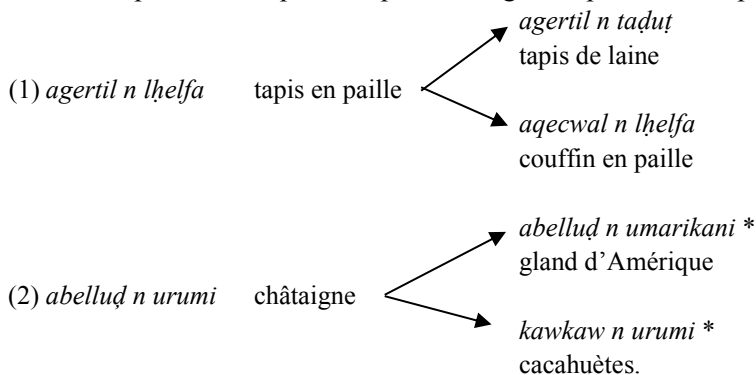 agertil n taḍuṭ
tapis de laine
(1) agertil n lḥelfa tapis en paille
aqecwal n lḥelfa
couffin en paille
abelluḍ n umarikani *
gland d’Amérique
(2) abelluḍ n urumi châtaigne
kawkaw n urumi *
cacahuètes.